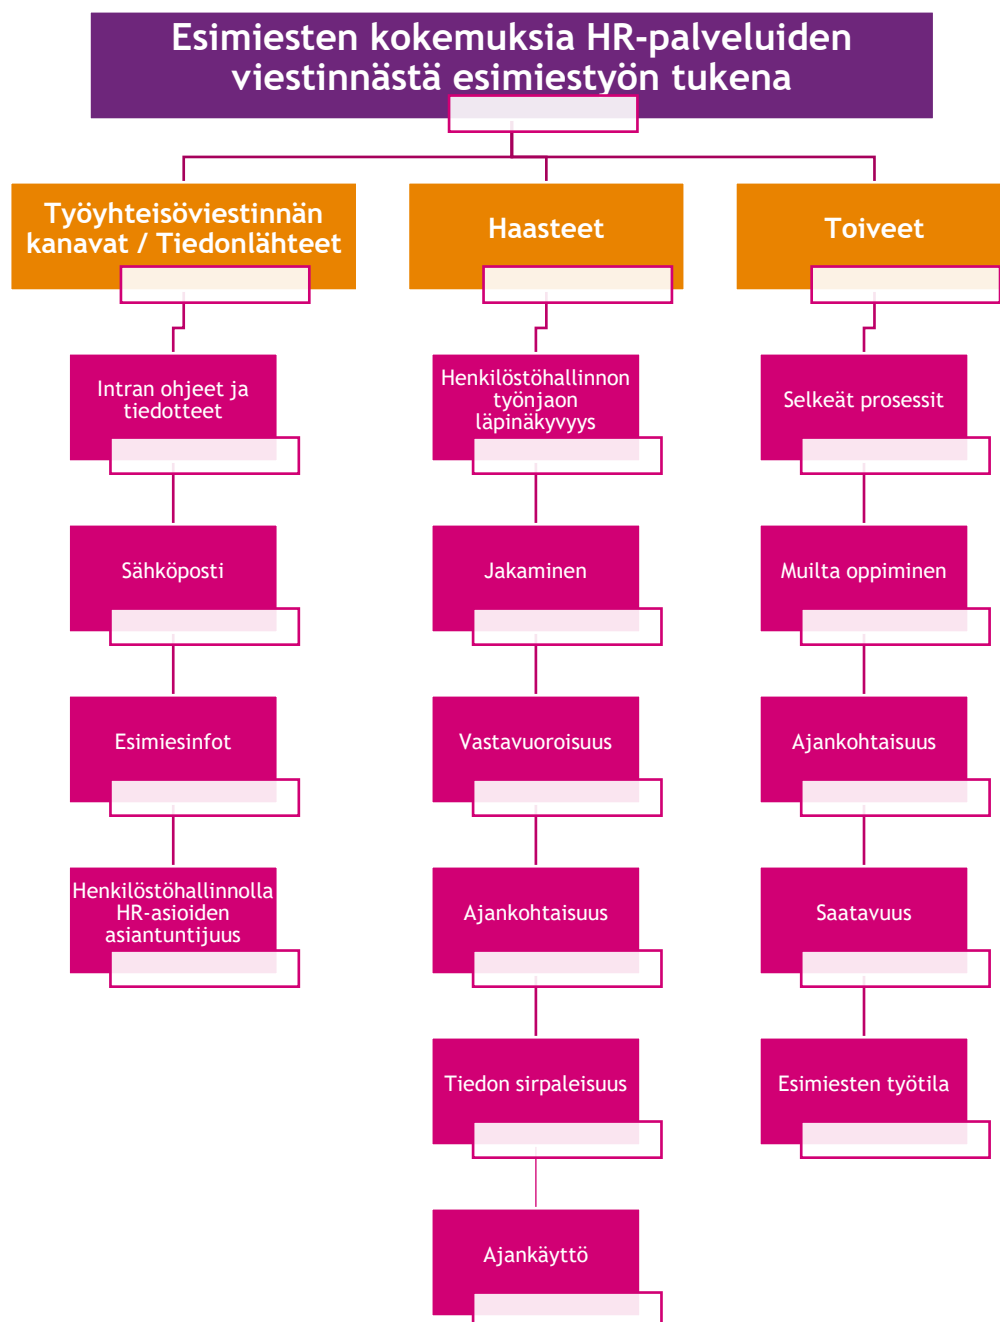 Esimiesten kokemuksia HR-palveluiden
viestinnästä esimiestyön tukena
Työyhteisöviestinnän
kanavat / Tiedonlähteet
Intran ohjeet ja
tiedotteet
Sähköposti
Esimiesinfot
Henkilöstöhallinnolla
HR-asioiden
asiantuntijuus
Haasteet
Henkilöstöhallinnon
työnjaon
läpinäkyvyys
Jakaminen
Vastavuoroisuus
Ajankohtaisuus
Tiedon sirpaleisuus
Ajankäyttö
Toiveet
Selkeät prosessit
Muilta oppiminen
Ajankohtaisuus
Saatavuus
Esimiesten työtila